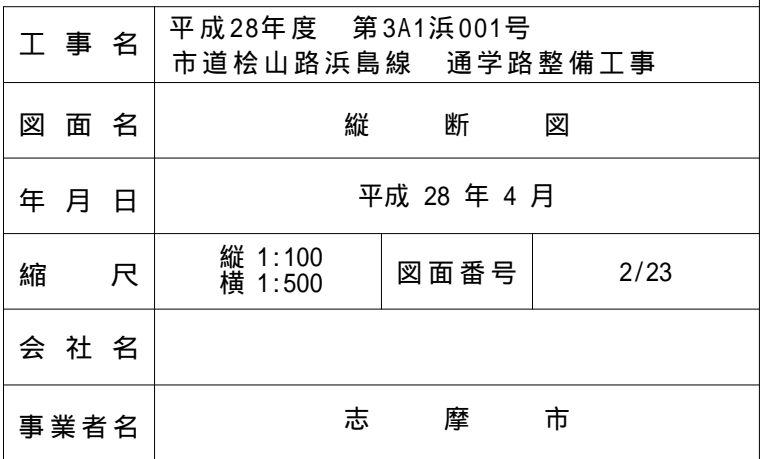 工事名 平成28年度 第3A1浜001号
市道桧山路浜島線 通学路整備工事
図面名 縦断図
年月日 平成 28 年 4 月
縮尺 縦 1:100
横 1:500
図面番号 2/23
会社名
事業者名 志摩市